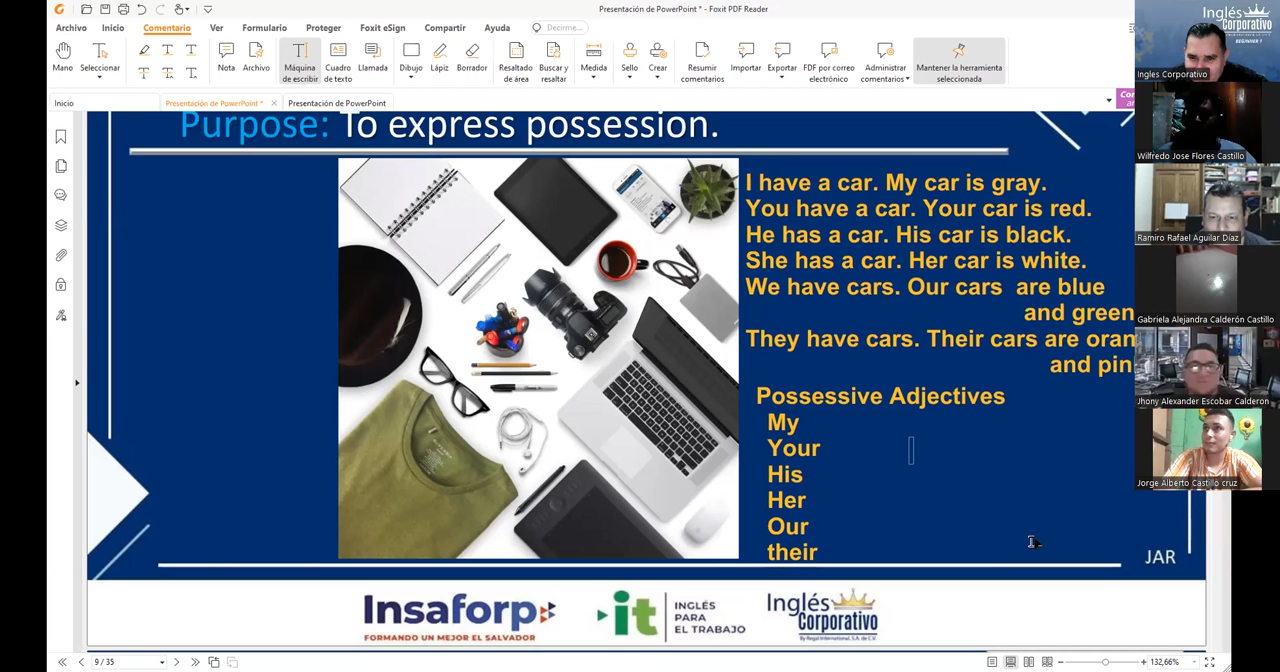 Presentación de PowerPoint * - Foxit PDF Reader
Archivo Inicio Comentario Ver Formulario Proteger Foxit eSign Compartir Ayuda Decirme...
Mano
Seleccionar
Nota
Archivo
Máquina de escribir
Cuadro de texto
Llamada
Dibujo
Lápiz
Borrador
Resaltado de área
Buscar y resaltar
Medida
Sello
Crear
Resumir comentarios
Importar
Exportar
PDF por correo electrónico
Administrar comentarios
Mantener la herramienta seleccionada
Inicio
Presentación de PowerPoint *
Presentación de PowerPoint
Purpose: To express possession.
I have a car. My car is gray.
You have a car. Your car is red.
He has a car. His car is black.
She has a car. Her car is white.
We have cars. Our cars are blue
and green
They have cars. Their cars are oran
and pin
Possessive Adjectives
My
Your
His
Her
Our
their
JAR
Insaforp
FORMANDO UN MEJOR EL SALVADOR
it
INGLÉS
PARA
EL TRABAJO
Inglés
Corporativo
By Regal International, S.A. de C.V.
9 / 35
132,66%
Inglés
Corporativo
BEGINNER 1
Ingles Corporativo
Wilfredo Jose Flores Castillo
Ramiro Rafael Aguilar Díaz
Gabriela Alejandra Calderón Castillo
Jhony Alexander Escobar Calderon
Jorge Alberto Castillo cruz